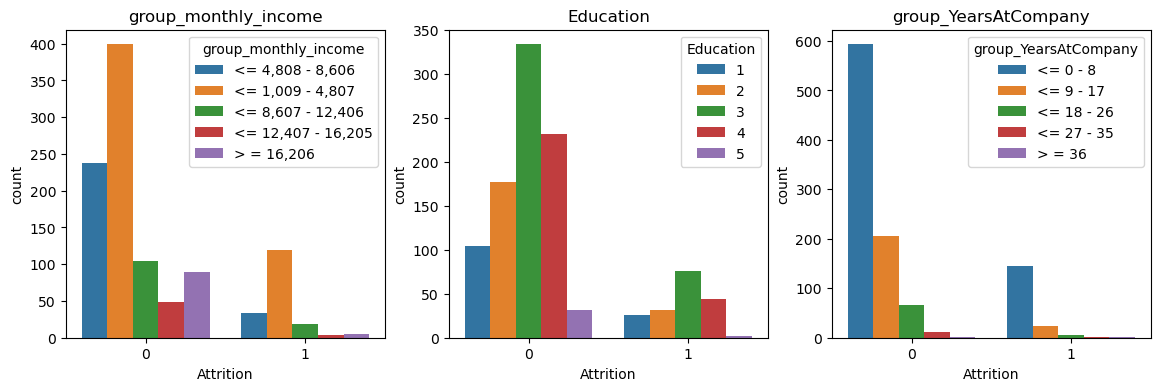 group_monthly_income
group_monthly_income
<= 4,808 - 8,606
<= 1,009 - 4,807
<= 8,607 - 12,406
<= 12,407 - 16,205
> = 16,206
400
350
300
250
200
150
100
50
0
count
0 1
Attrition
Education
Education
1
2
3
4
5
350
300
250
200
150
100
50
0
count
0 1
Attrition
group_YearsAtCompany
group_YearsAtCompany
<= 0 - 8
<= 9 - 17
<= 18 - 26
<= 27 - 35
> = 36
600
500
400
300
200
100
0
count
0 1
Attrition